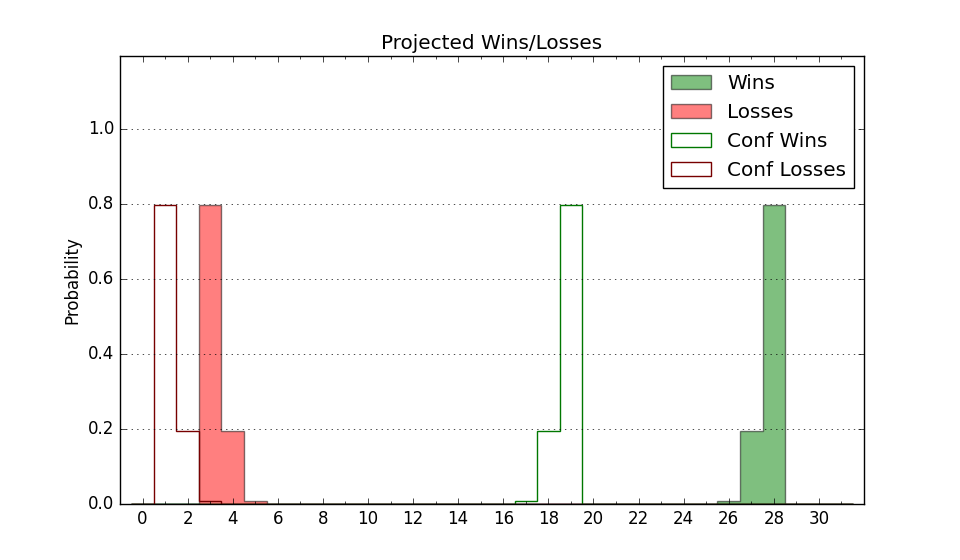 Projected Wins/Losses
Wins
Losses
Conf Wins
Conf Losses
Probability
1.0
0.8
0.6
0.4
0.2
0.0
0 2 4 6 8 10 12 14 16 18 20 22 24 26 28 30